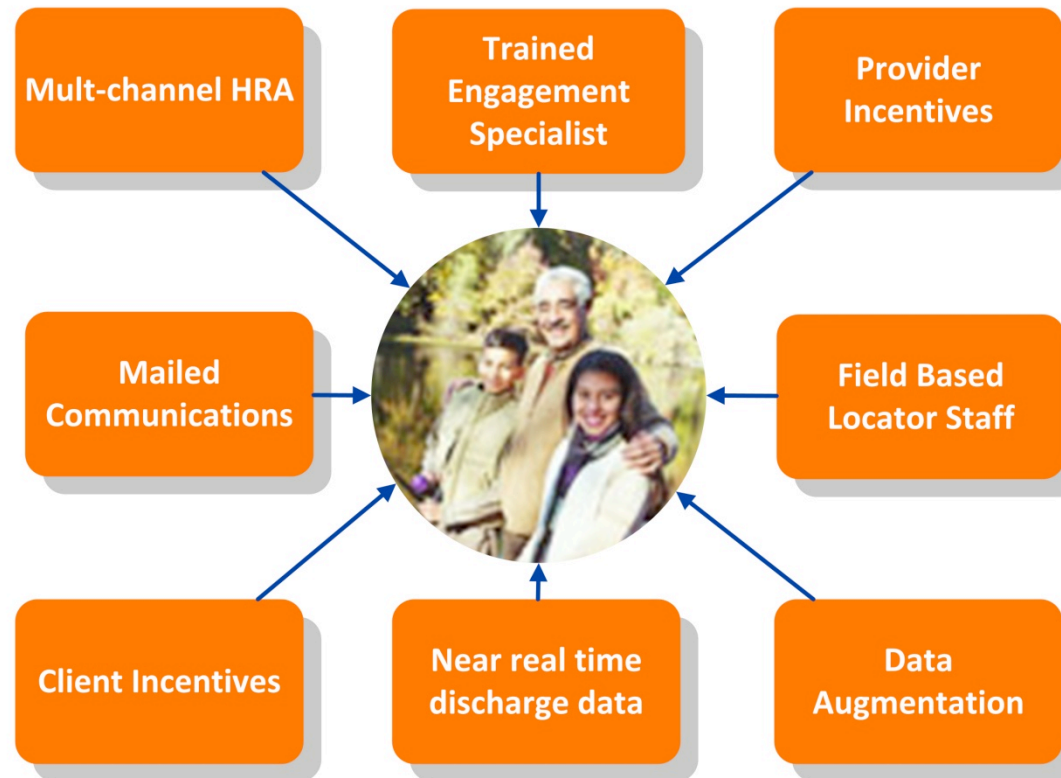 Mult-channel HRA
Trained
Engagement
Specialist
Provider
Incentives
Mailed
Communications
Field Based
Locator Staff
Client Incentives
Near real time
discharge data
Data
Augmentation